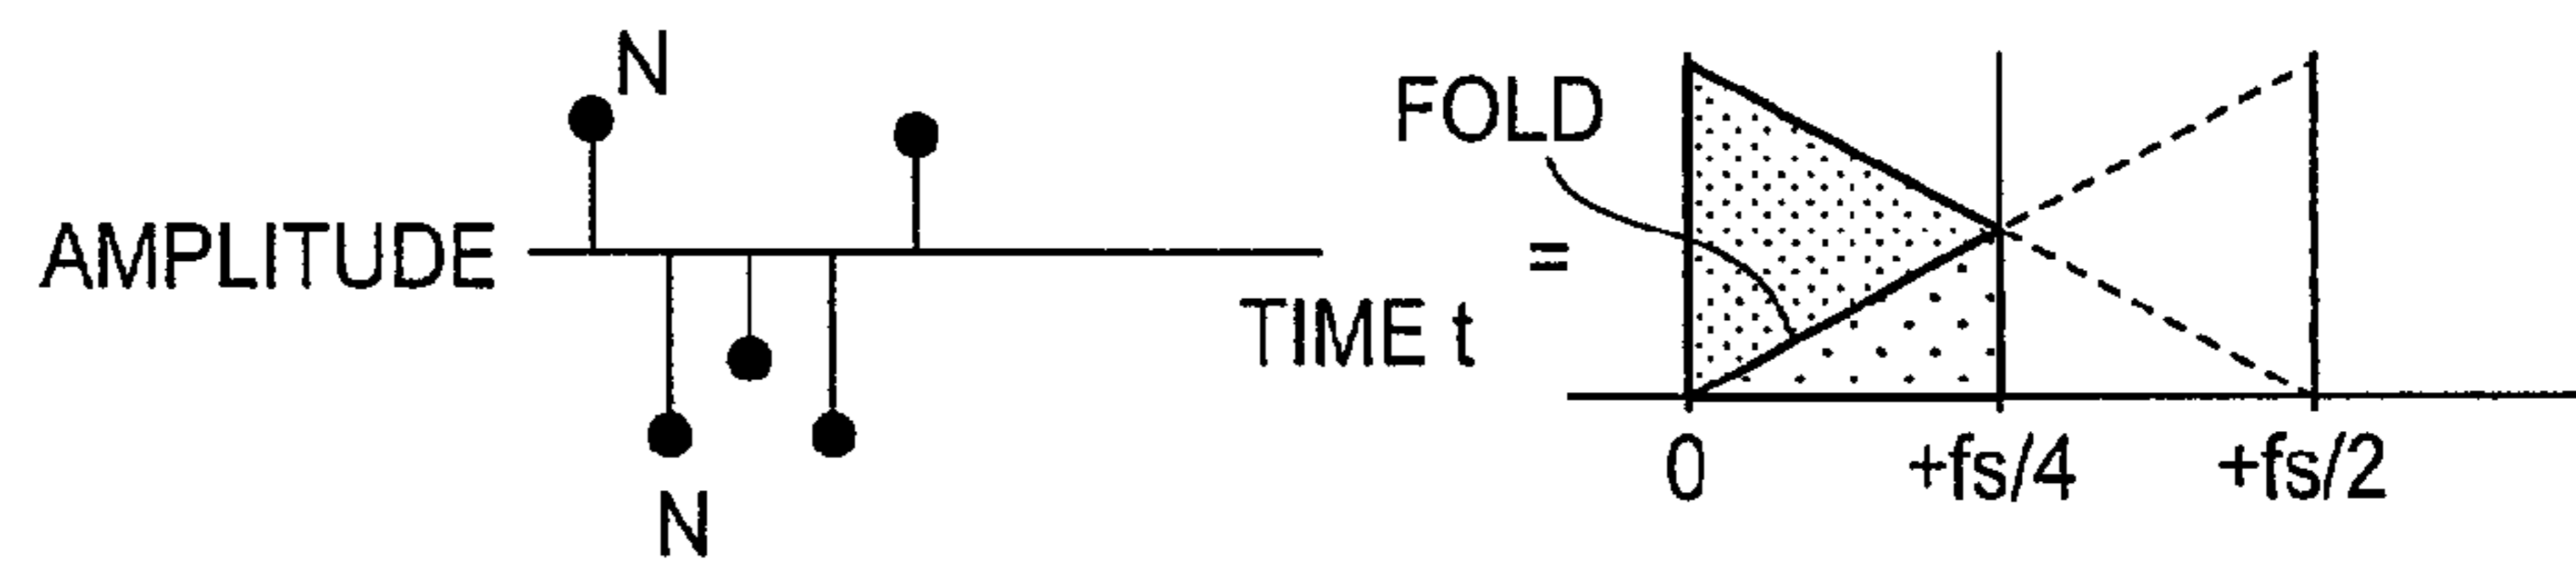 N
AMPLITUDE
TIME t
N
FOLD
=
0
+fs/4
+fs/2